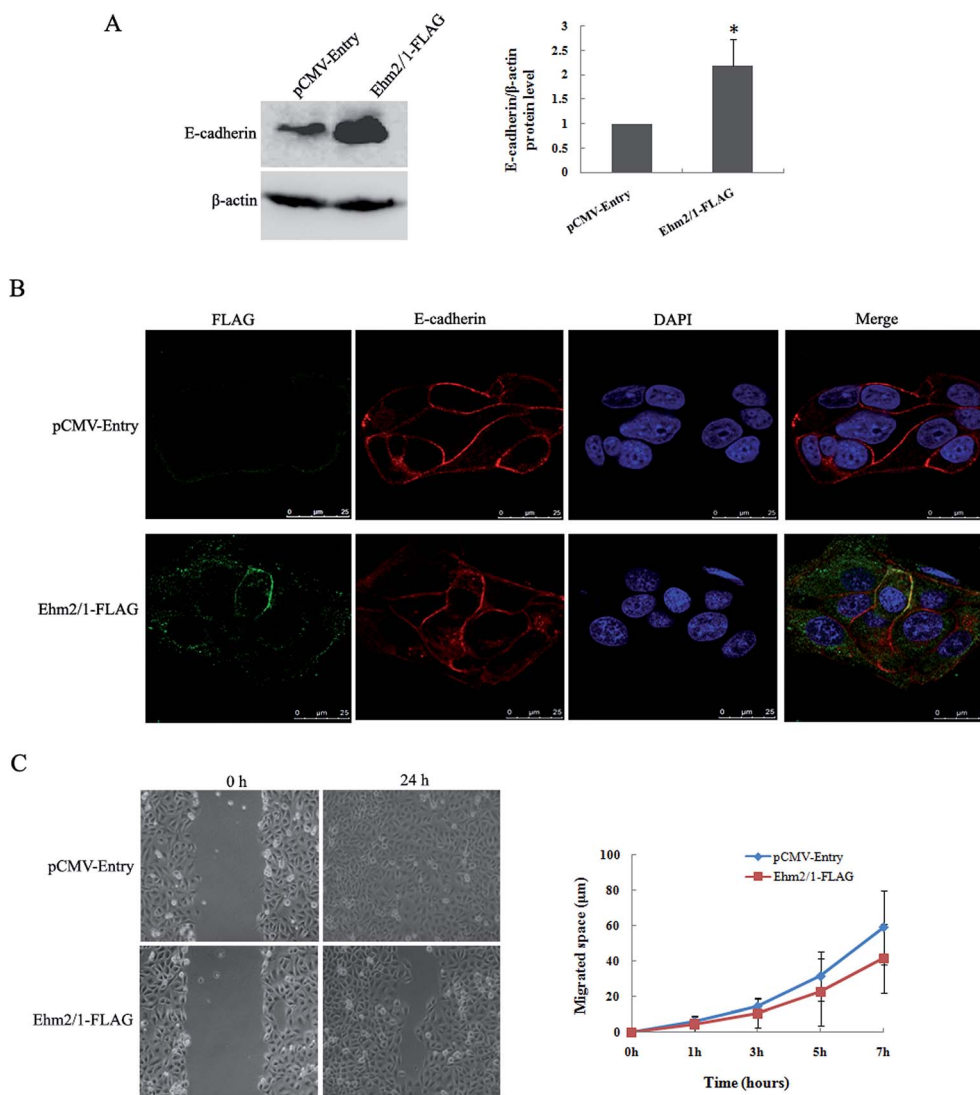 A
pCMV-Entry
Ehm2/1-FLAG
E-cadherin
β-actin
E-cadherin/β-actin
protein level
3
2.5
2
1.5
1
0.5
0
*
pCMV-Entry
Ehm2/1-FLAG
B
FLAG
E-cadherin
DAPI
Merge
pCMV-Entry
0 µm 25
0 µm 25
0 µm 25
0 µm 25
Ehm2/1-FLAG
0 µm 25
0 µm 25
0 µm 25
0 µm 25
C
0 h
24 h
pCMV-Entry
Ehm2/1-FLAG
Migrated space (µm)
100
80
60
40
20
0
pCMV-Entry
Ehm2/1-FLAG
0h 1h 3h 5h 7h
Time (hours)